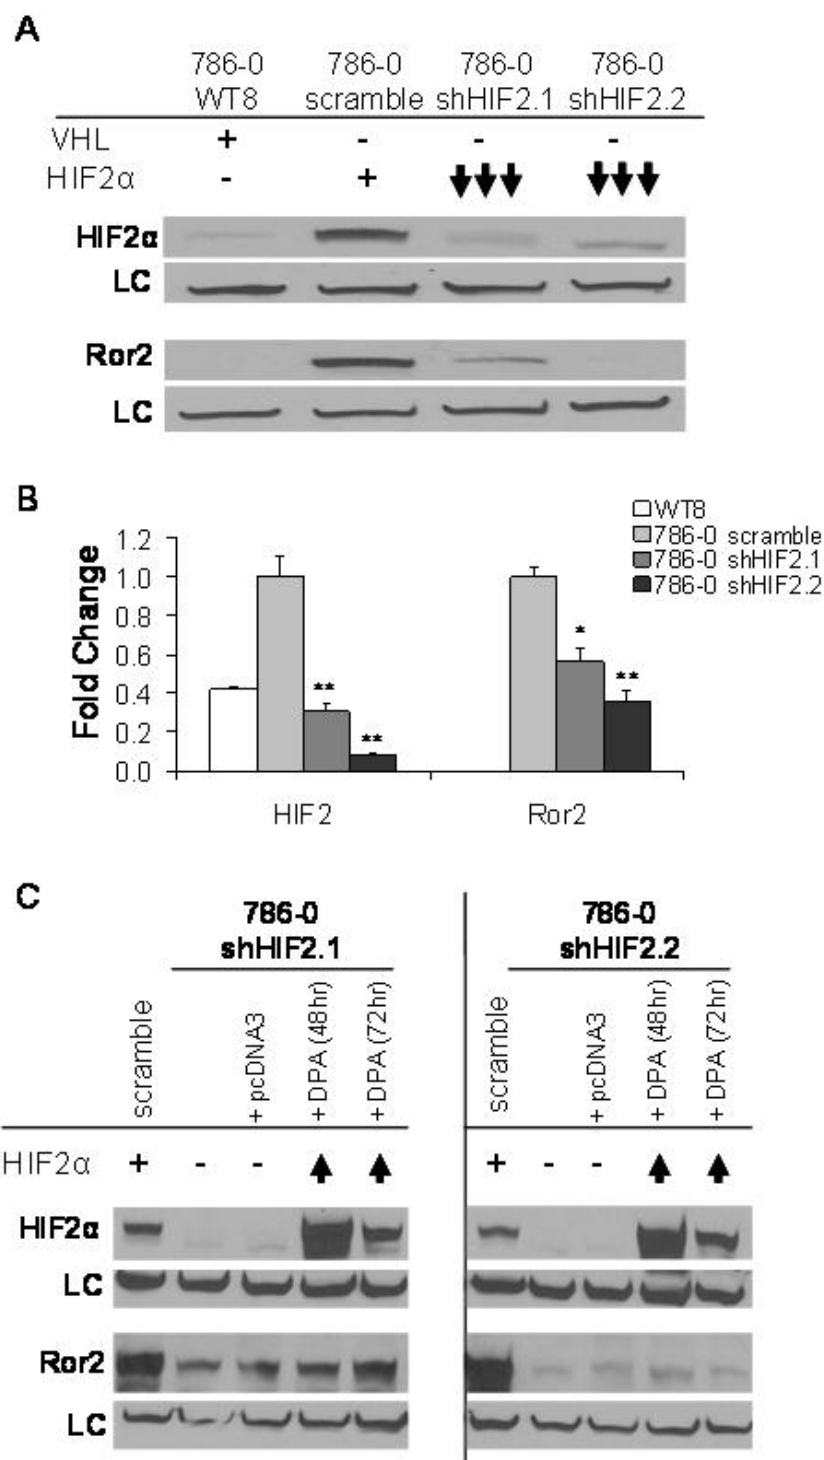 A
786-0 786-0 786-0 786-0
WT8 scramble shHIF2.1 shHIF2.2
VHL + - - -
HIF2α - +
HIF2α
LC
Ror2
LC
B
WT8
786-0 scramble
786-0 shHIF2.1
786-0 shHIF2.2
Fold Change
1.2
1.0
0.8
0.6
0.4
0.2
0.0
** ** * **
HIF2 Ror2
C
786-0 786-0
shHIF2.1 shHIF2.2
scramble
+ pcDNA3
+ DPA (48hr)
+ DPA (72hr)
scramble
+ pcDNA3
+ DPA (48hr)
+ DPA (72hr)
HIF2α + - - + - -
HIF2α
LC
Ror2
LC